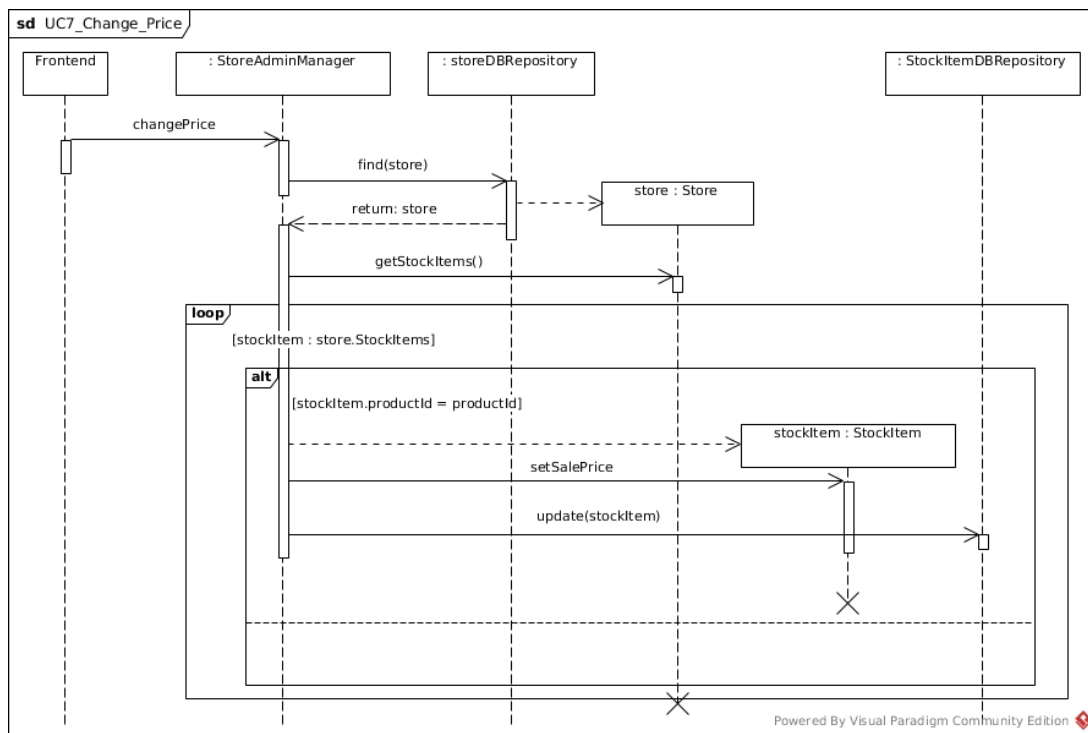 sd UC7_Change_Price
Frontend
: StoreAdminManager
: storeDBRepository
: StockItemDBRepository
changePrice
find(store)
store : Store
return: store
getStockItems()
loop
[stockItem : store.StockItems]
alt
[stockItem.productId = productId]
stockItem : StockItem
setSalePrice
update(stockItem)
Powered By Visual Paradigm Community Edition